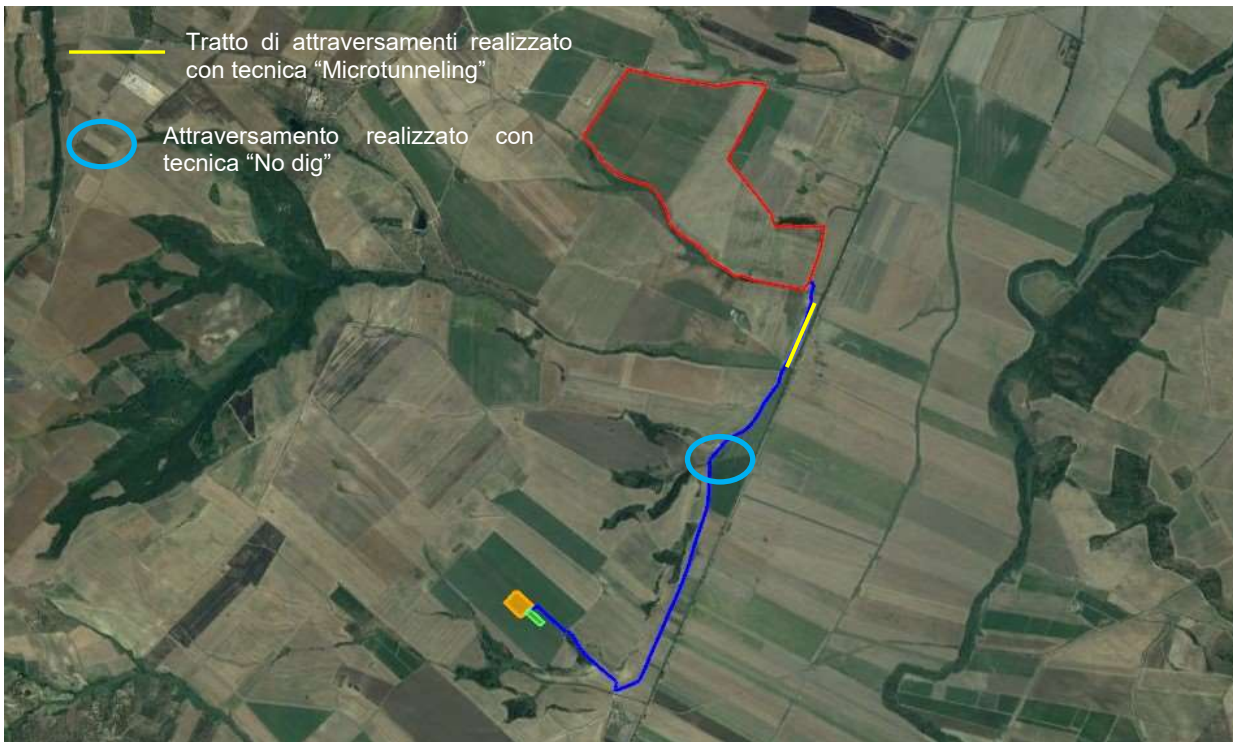 Tratto di attraversamenti realizzato
con tecnica “Microtunneling”
Attraversamento realizzato con
tecnica “No dig”